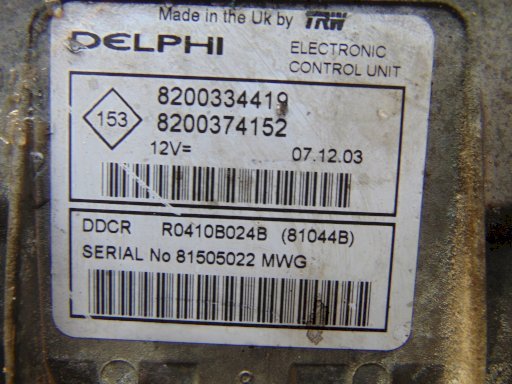 Made in the Uk by TRW
DELPHI
ELECTRONIC
CONTROL UNIT
153
8200334419
8200374152
12V=
07.12.03
DDCR R0410B024B (81044B)
SERIAL No 81505022 MWG